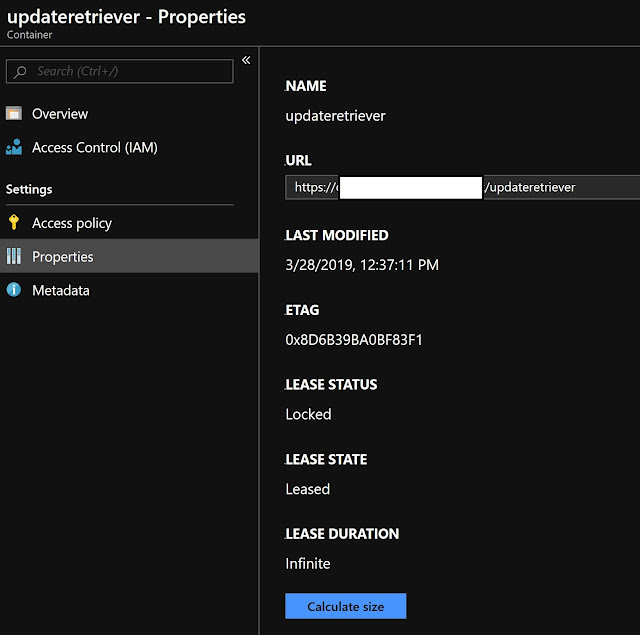 updateretriever - Properties
Container
Search (Ctrl+/)
«
Overview
Access Control (IAM)
Settings
Access policy
Properties
Metadata
NAME
updateretriever
URL
https:// /updateretriever
LAST MODIFIED
3/28/2019, 12:37:11 PM
ETAG
0x8D6B39BA0BF83F1
LEASE STATUS
Locked
LEASE STATE
Leased
LEASE DURATION
Infinite
Calculate size